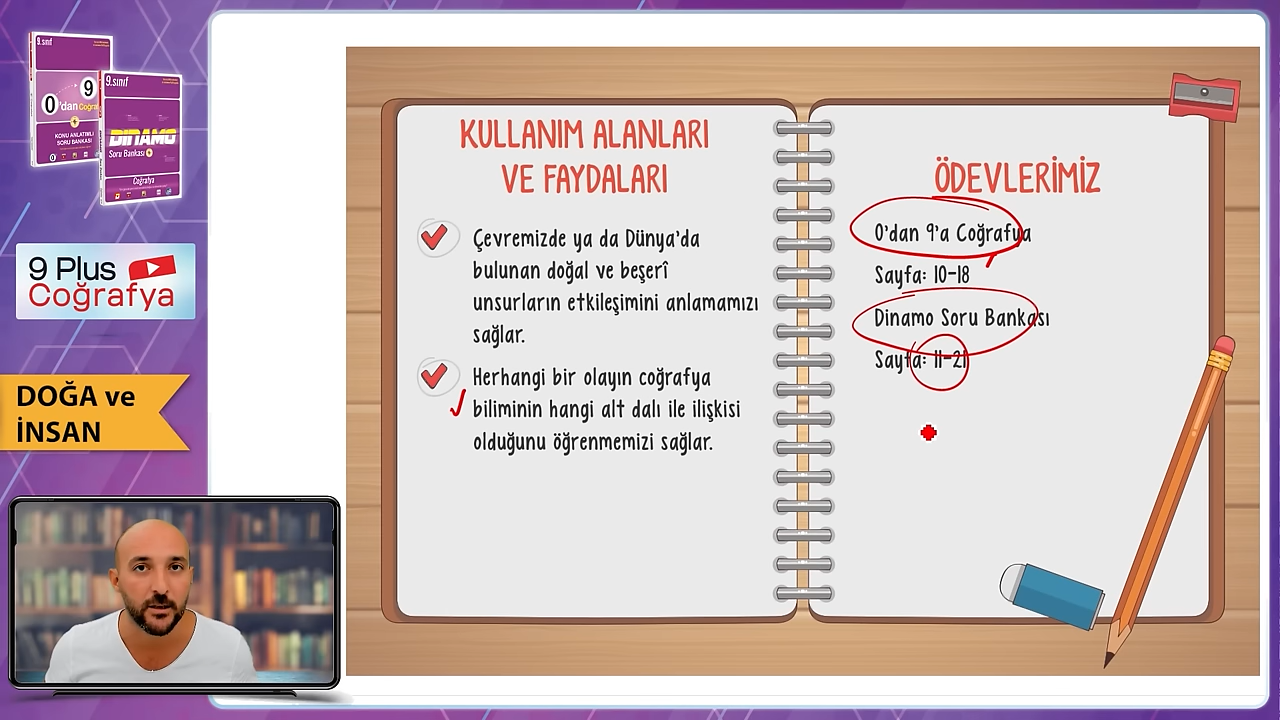 9.sınıf
0'dan
9
KONU ANLATIMLI
SORU BANKASI
9.sınıf
DİNAMO
Soru Bankası
Coğrafya
9 Plus
Coğrafya
DOĞA ve
İNSAN
KULLANIM ALANLARI
VE FAYDALARI
Çevremizde ya da Dünya'da
bulunan doğal ve beşerî
unsurların etkileşimini anlamamızı
sağlar.
Herhangi bir olayın coğrafya
biliminin hangi alt dalı ile ilişkisi
olduğunu öğrenmemizi sağlar.
ÖDEVLERİMİZ
0'dan 9'a Coğrafya
Sayfa: 10-18
Dinamo Soru Bankası
Sayfa: 11-21